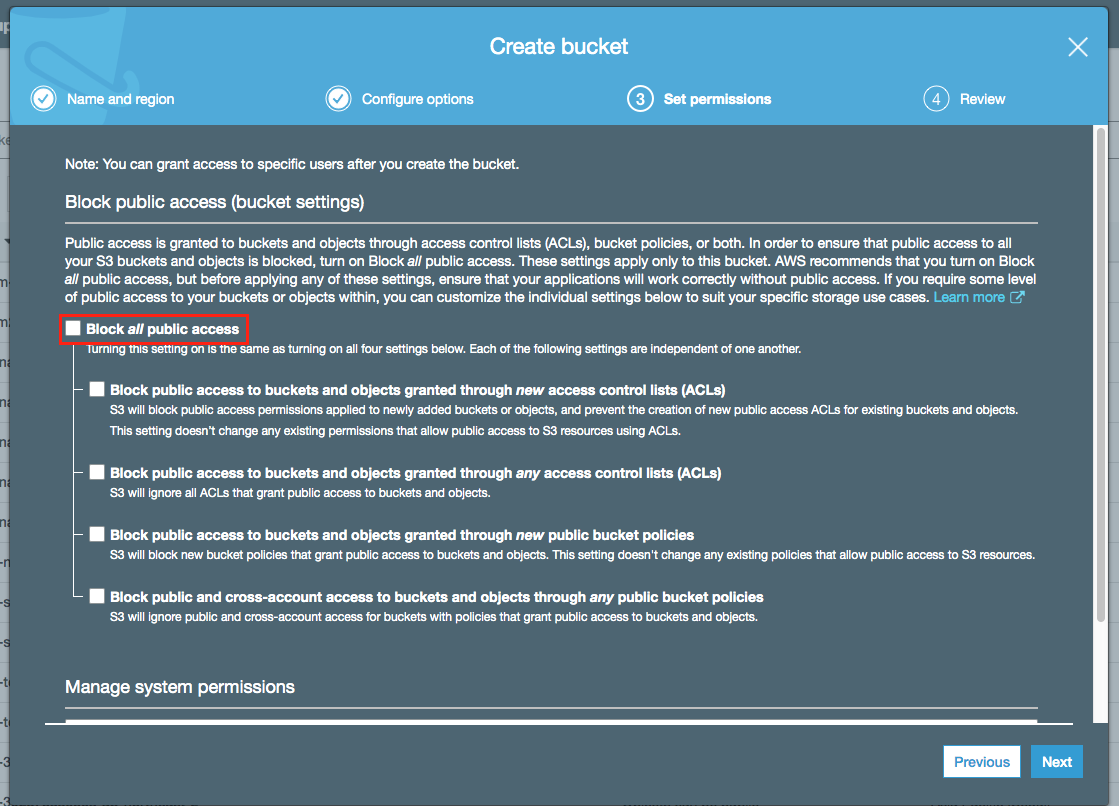 Create bucket
Name and region
Configure options
3 Set permissions
4 Review
Note: You can grant access to specific users after you create the bucket.
Block public access (bucket settings)
Public access is granted to buckets and objects through access control lists (ACLs), bucket policies, or both. In order to ensure that public access to all
your S3 buckets and objects is blocked, turn on Block all public access. These settings apply only to this bucket. AWS recommends that you turn on Block
all public access, but before applying any of these settings, ensure that your applications will work correctly without public access. If you require some level
of public access to your buckets or objects within, you can customize the individual settings below to suit your specific storage use cases. Learn more
Block all public access
Turning this setting on is the same as turning on all four settings below. Each of the following settings are independent of one another.
Block public access to buckets and objects granted through new access control lists (ACLs)
S3 will block public access permissions applied to newly added buckets or objects, and prevent the creation of new public access ACLs for existing buckets and objects.
This setting doesn't change any existing permissions that allow public access to S3 resources using ACLs.
Block public access to buckets and objects granted through any access control lists (ACLs)
S3 will ignore all ACLs that grant public access to buckets and objects.
Block public access to buckets and objects granted through new public bucket policies
S3 will block new bucket policies that grant public access to buckets and objects. This setting doesn't change any existing policies that allow public access to S3 resources.
Block public and cross-account access to buckets and objects through any public bucket policies
S3 will ignore public and cross-account access for buckets with policies that grant public access to buckets and objects.
Manage system permissions
Previous
Next